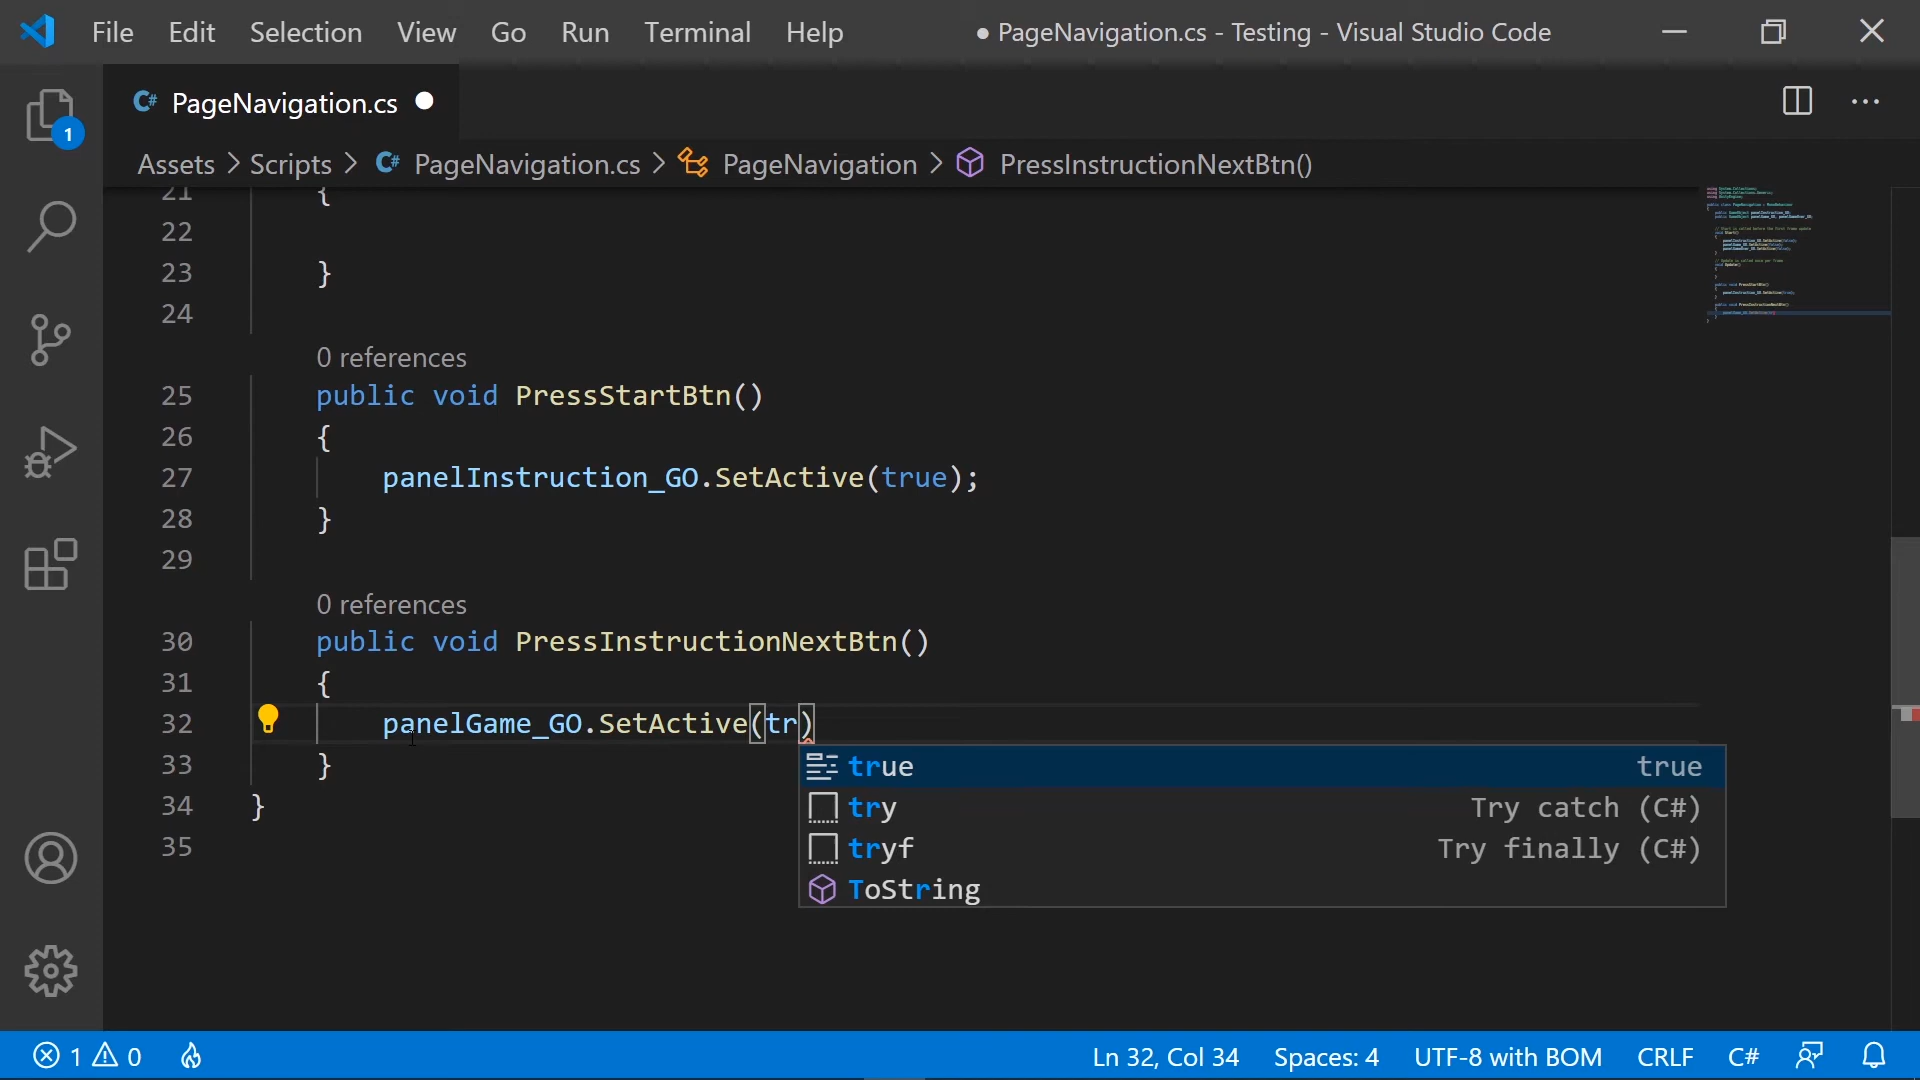 File Edit Selection View Go Run Terminal Help ● PageNavigation.cs - Testing - Visual Studio Code
C# PageNavigation.cs
1
Assets > Scripts > C# PageNavigation.cs > PageNavigation > PressInstructionNextBtn()
21 {
22
23 }
24
0 references
25 public void PressStartBtn()
26 {
27 panelInstruction_GO.SetActive(true);
28 }
29
0 references
30 public void PressInstructionNextBtn()
31 {
32 panelGame_GO.SetActive(tr)
33 }
34 }
35
true true
try Try catch (C#)
tryf Try finally (C#)
ToString
1 0 Ln 32, Col 34 Spaces: 4 UTF-8 with BOM CRLF C#